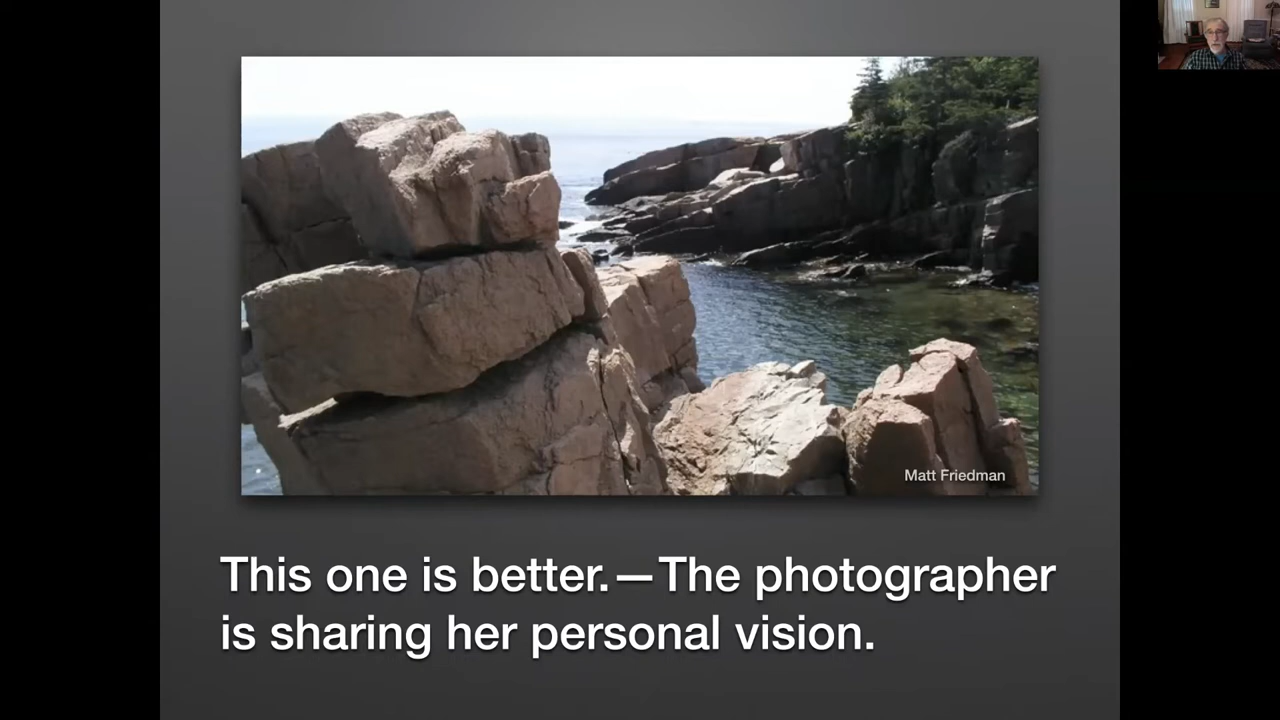 Matt Friedman
This one is better.—The photographer
is sharing her personal vision.